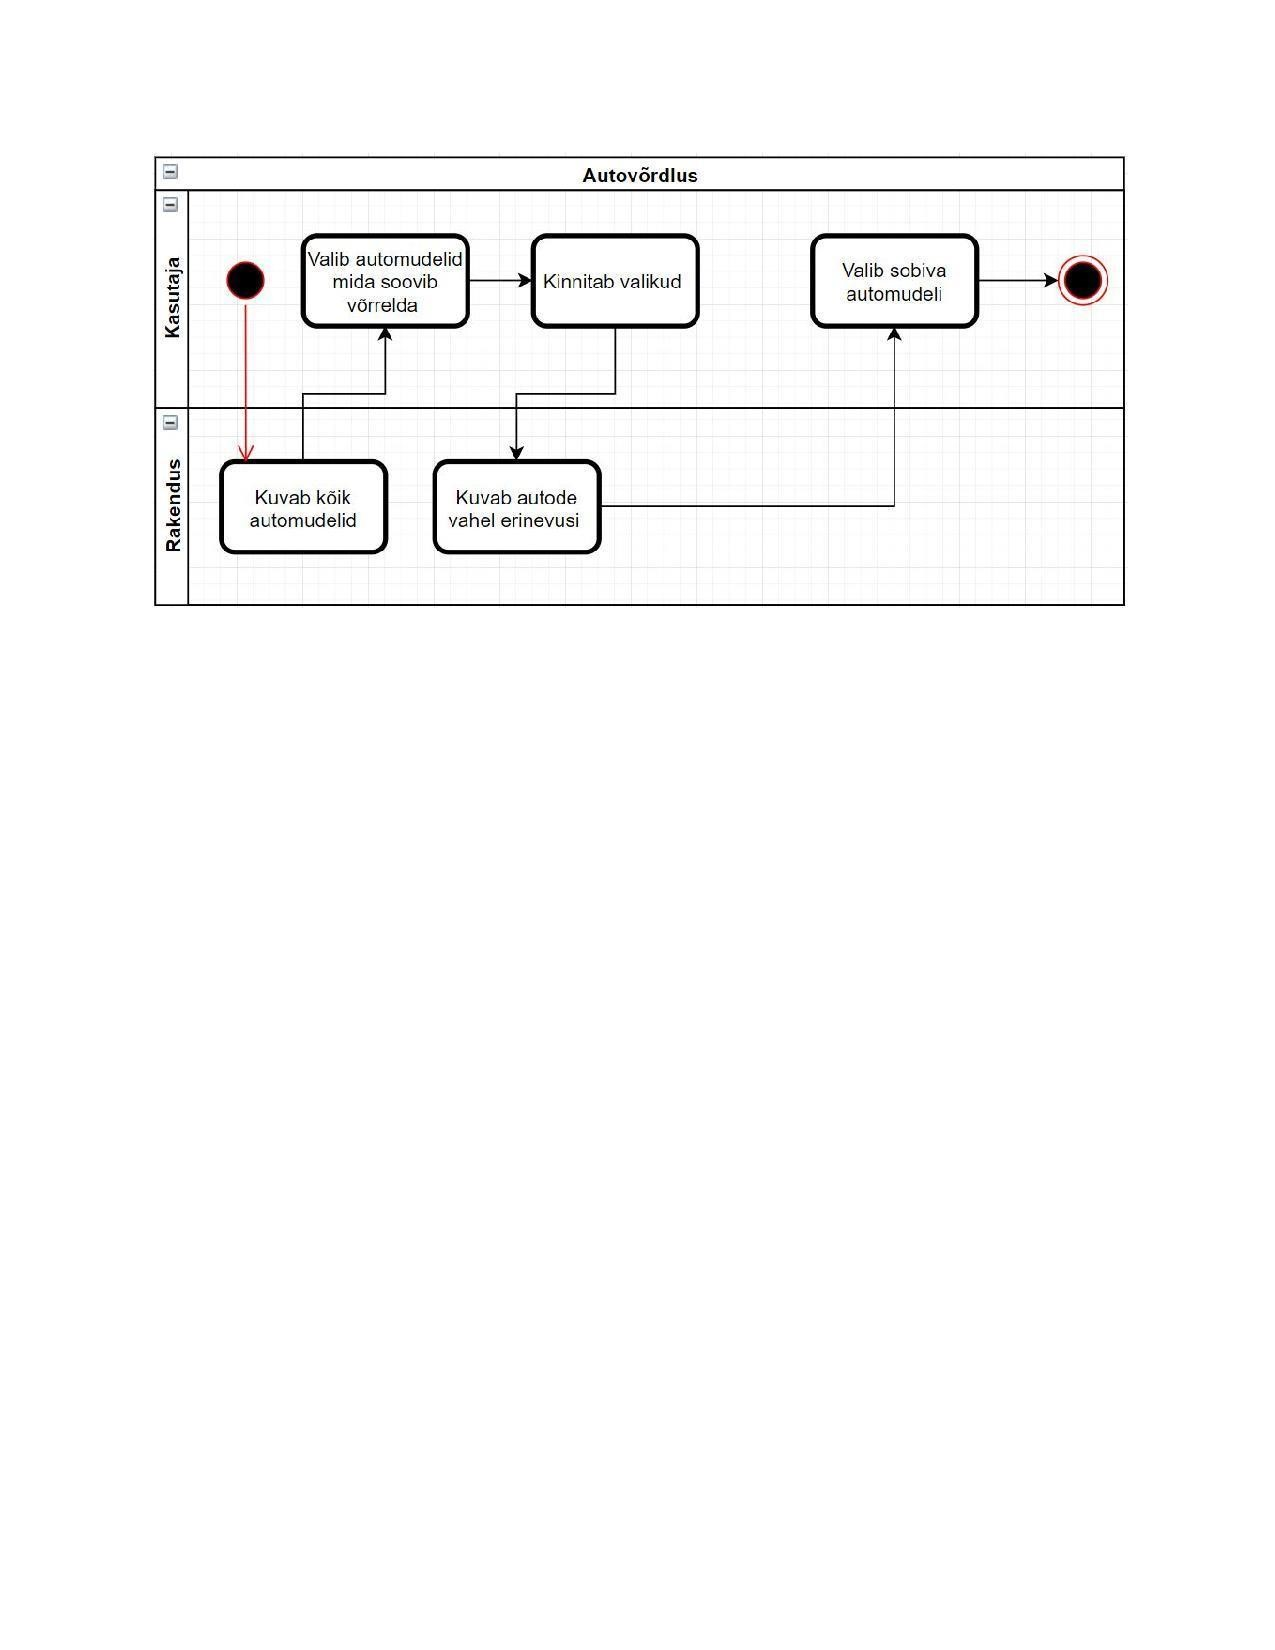 Autovõrdlus
Kasutaja
Valib automudelid
mida soovib
võrrelda
Kinnitab valikud
Valib sobiva
automudeli
Rakendus
Kuvab kõik
automudelid
Kuvab autode
vahel erinevusi